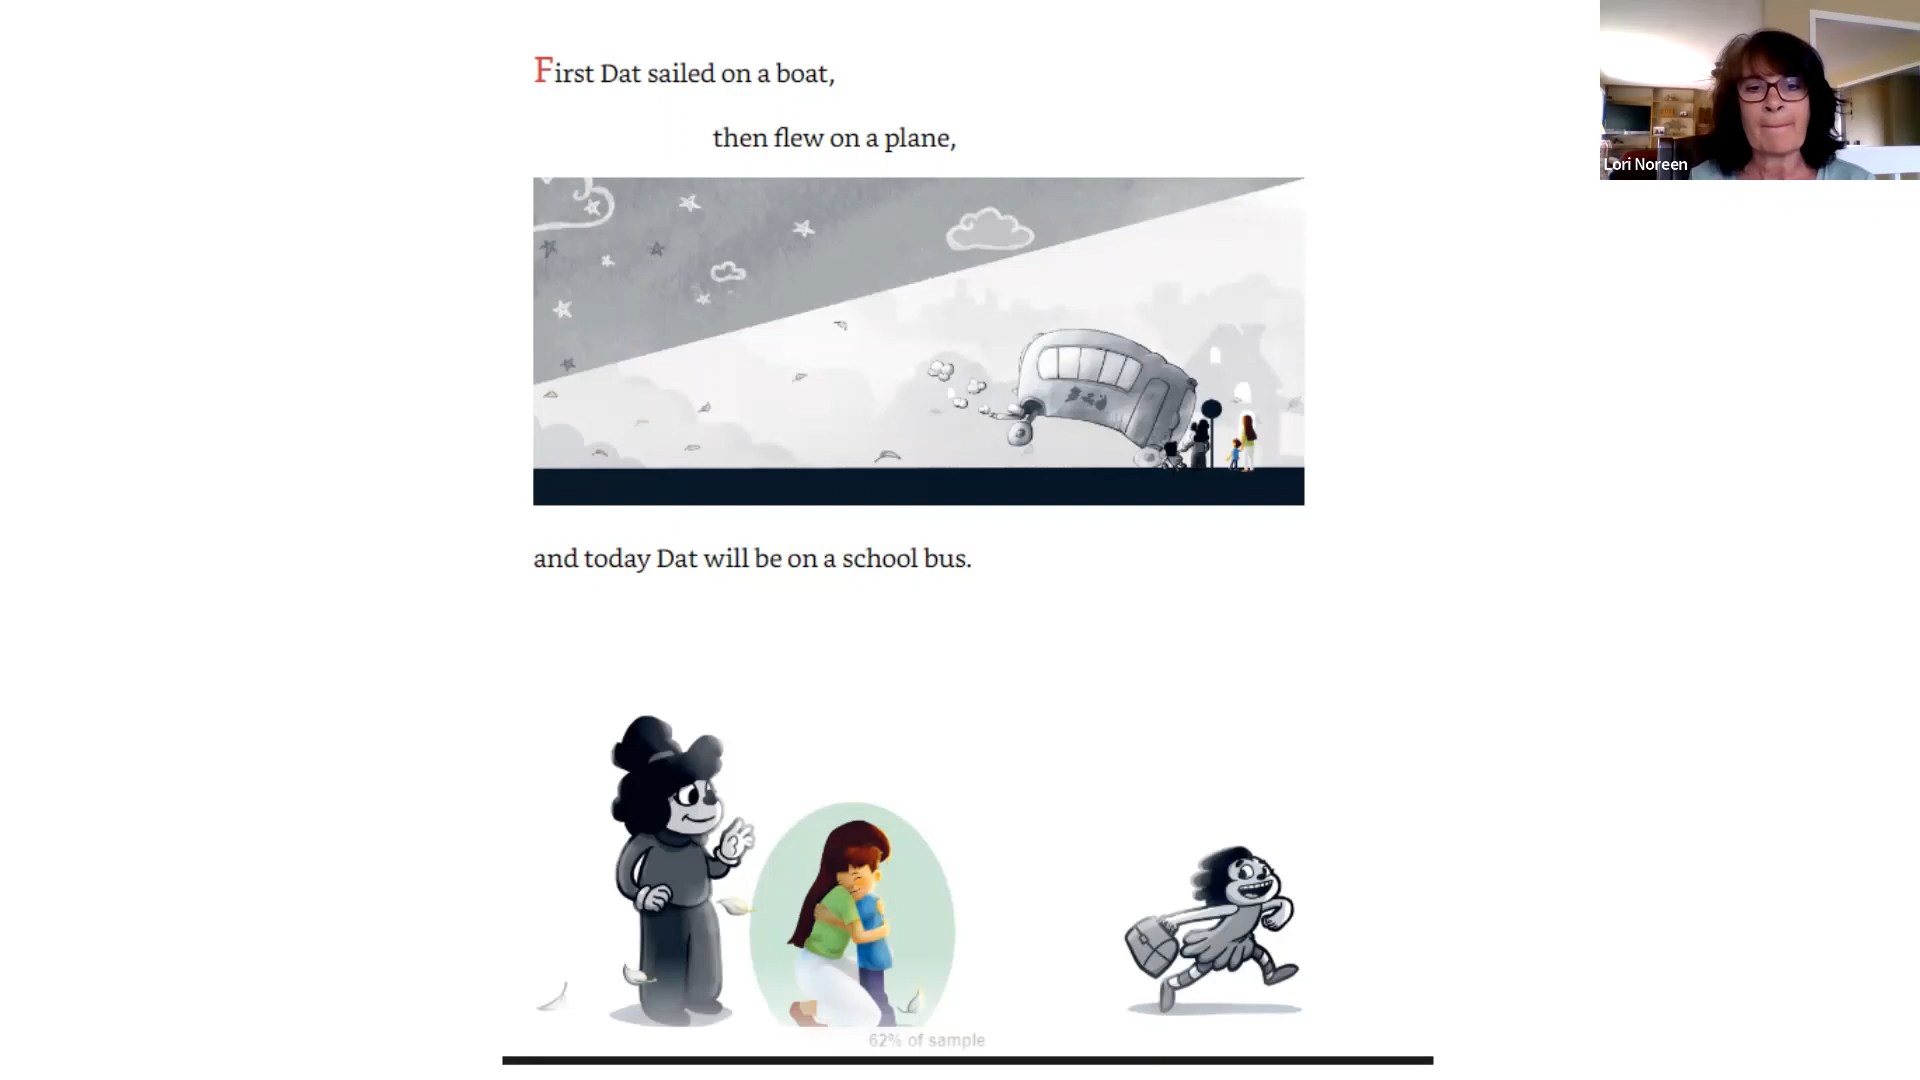 First Dat sailed on a boat,
then flew on a plane,
Lori Noreen
and today Dat will be on a school bus.
62% of sample